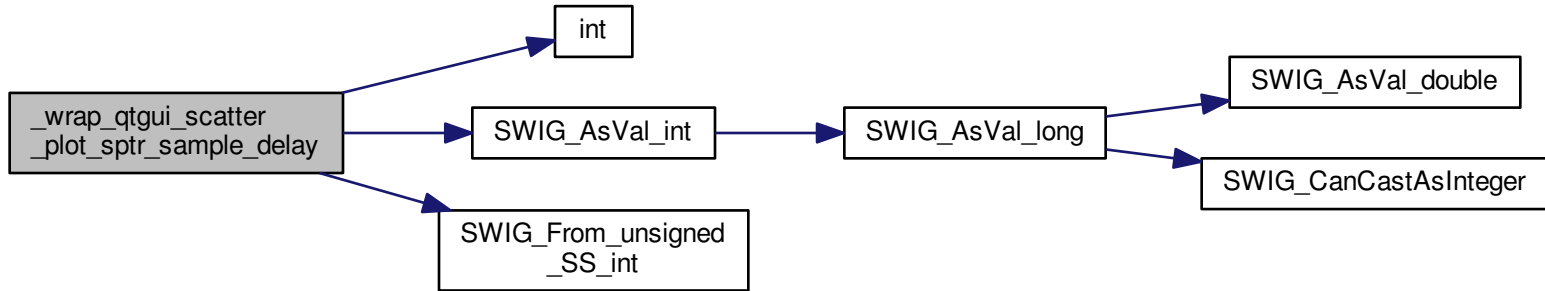 int
_wrap_qtgui_scatter
_plot_sptr_sample_delay
SWIG_AsVal_int
SWIG_AsVal_long
SWIG_AsVal_double
SWIG_CanCastAsInteger
SWIG_From_unsigned
_SS_int